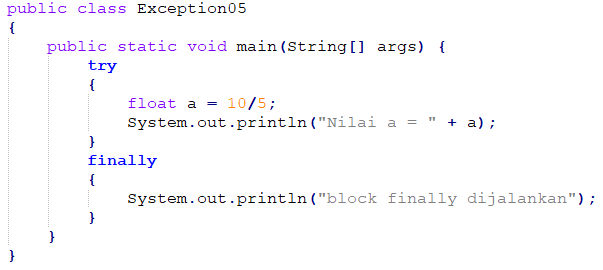 public class Exception05
{
    public static void main(String[] args) {
        try
        {
            float a = 10/5;
            System.out.println("Nilai a = " + a);
        }
        finally
        {
            System.out.println("block finally dijalankan");
        }
    }
}